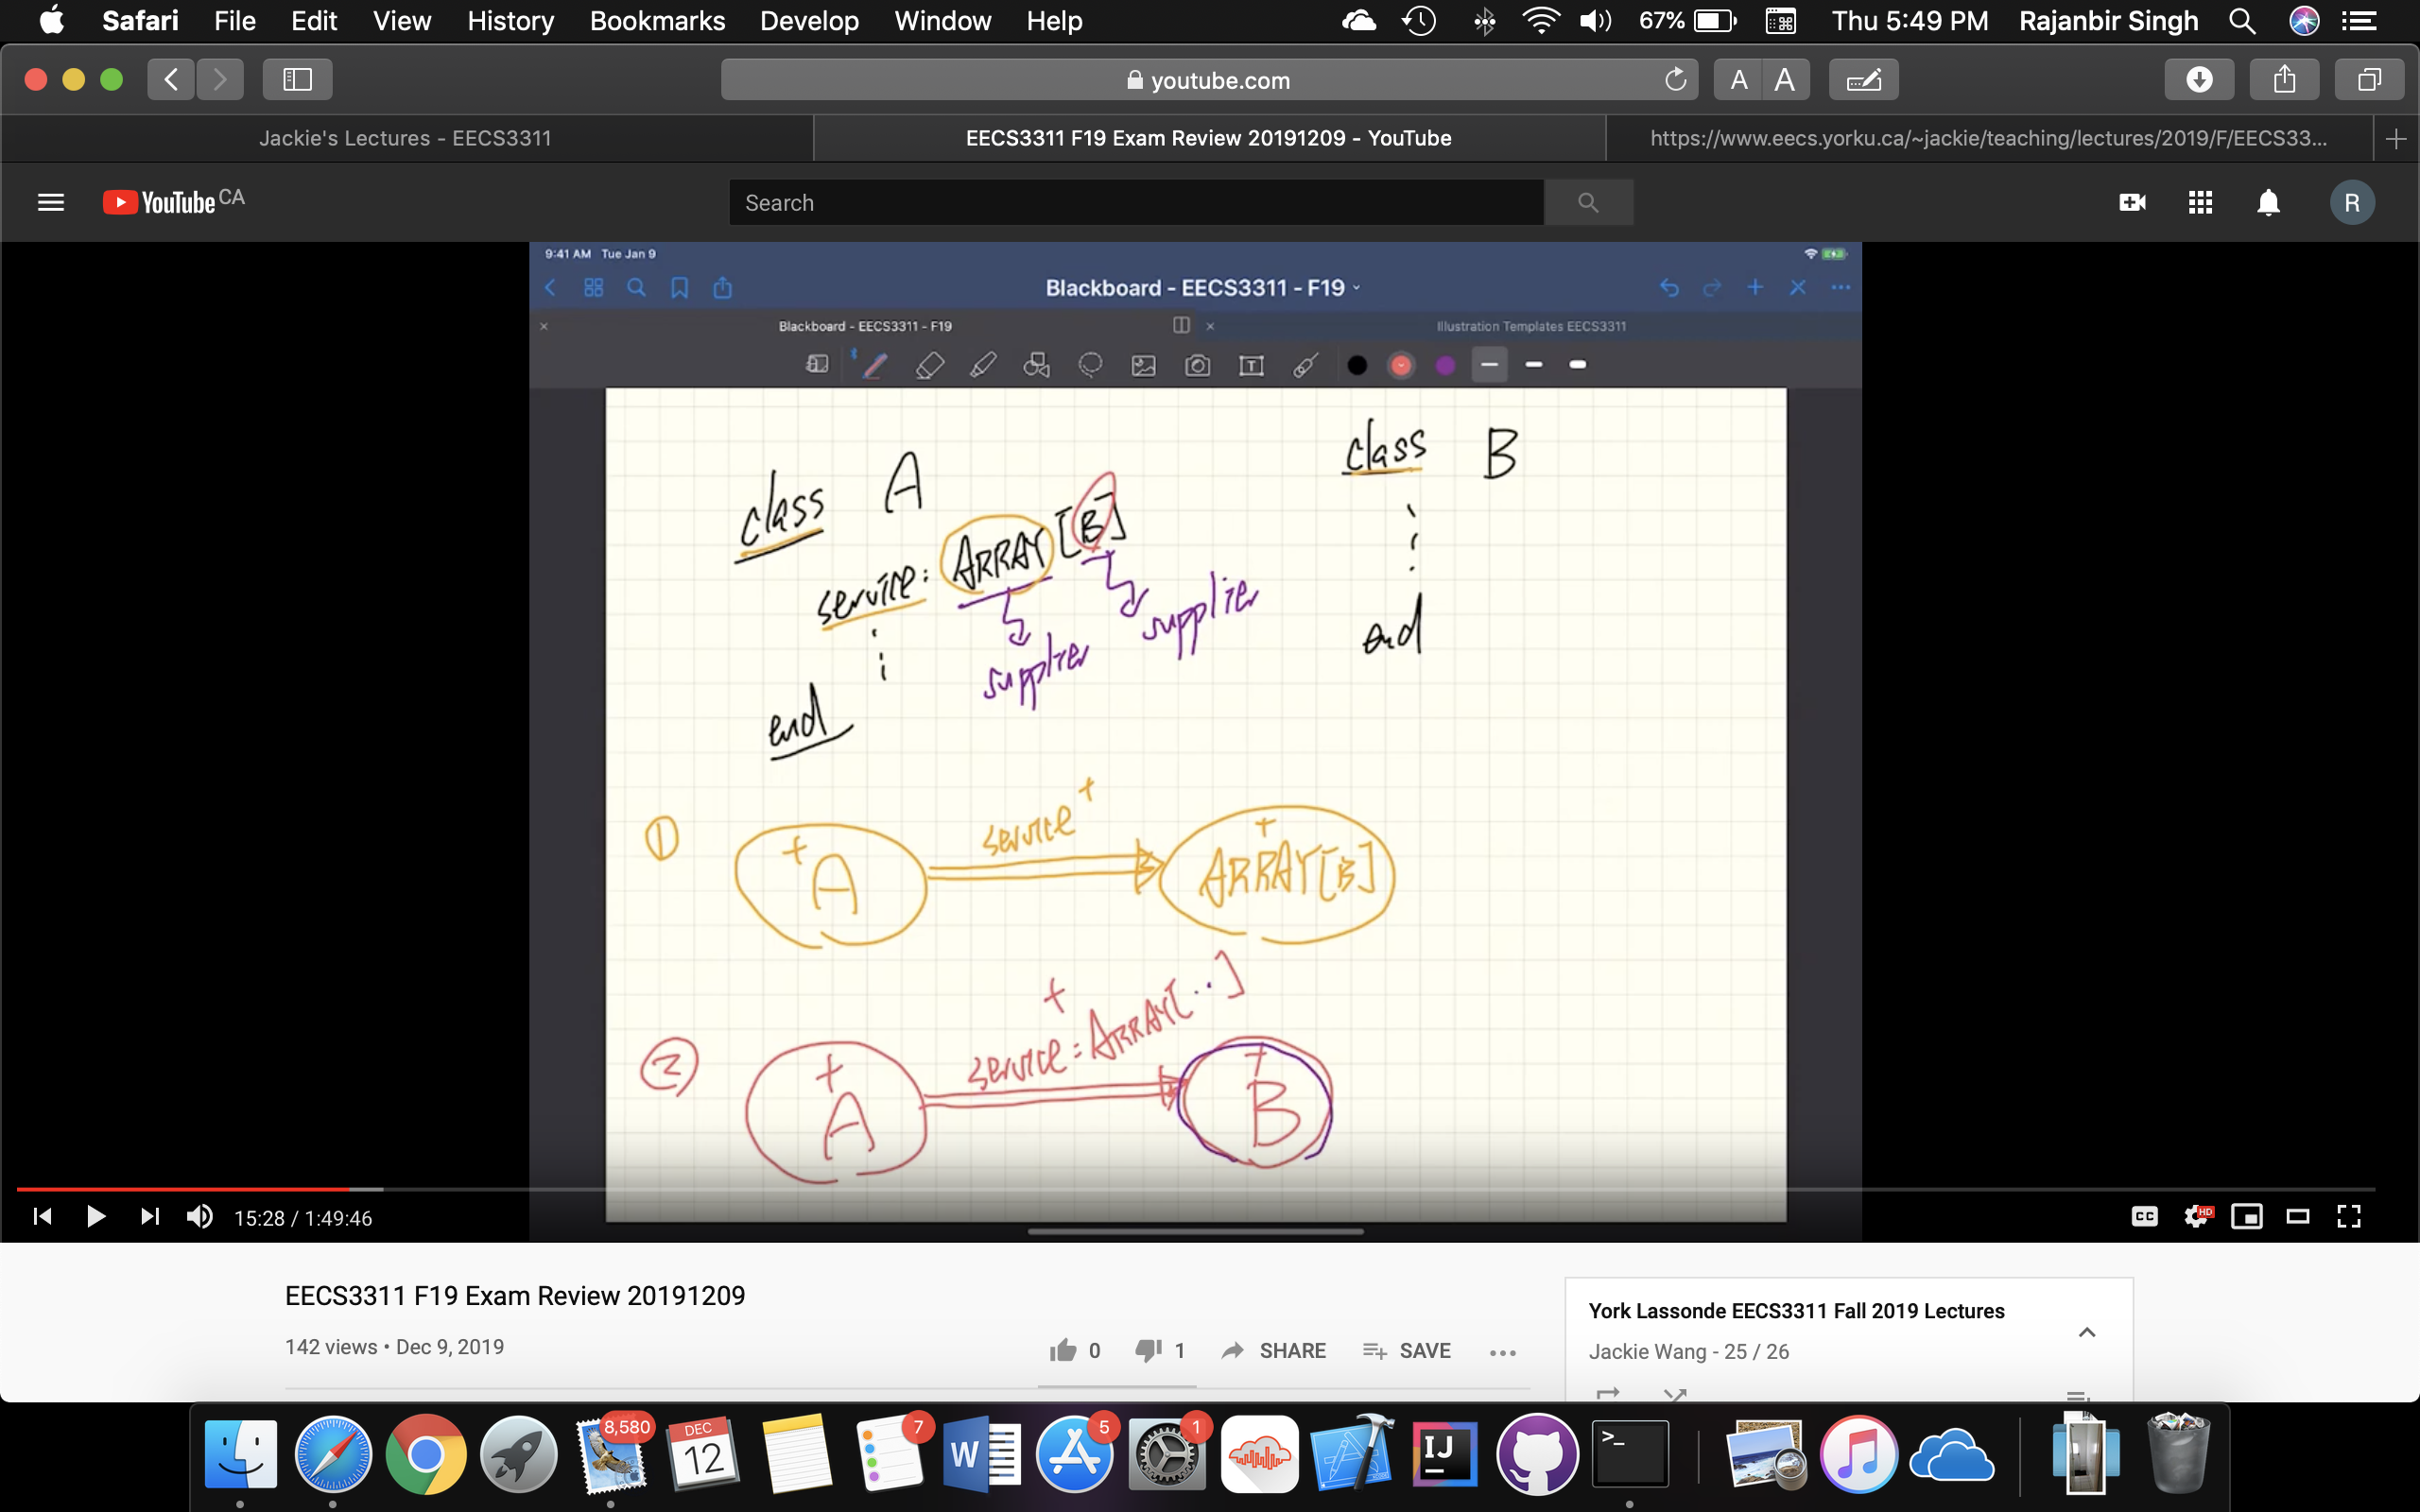 Safari File Edit View History Bookmarks Develop Window Help 67% Thu 5:49 PM Rajanbir Singh
youtube.com A A
Jackie's Lectures - EECS3311 EECS3311 F19 Exam Review 20191209 - YouTube https://www.eecs.yorku.ca/~jackie/teaching/lectures/2019/F/EECS33... +
YouTube CA Search R
9:41 AM Tue Jan 9
Blackboard - EECS3311 - F19
× Blackboard - EECS3311 - F19 × Illustration Templates EECS3311
T
class A class B
service: ARRAY [B]
supplier supplier
end end
① + A service + + ARRAY[B]
② + A service: ARRAY[..] + + B
15:28 / 1:49:46 CC HD
EECS3311 F19 Exam Review 20191209
142 views • Dec 9, 2019 0 1 SHARE SAVE
York Lassonde EECS3311 Fall 2019 Lectures
Jackie Wang - 25 / 26
8,580 DEC 12 7 W 5 1 IJ >_